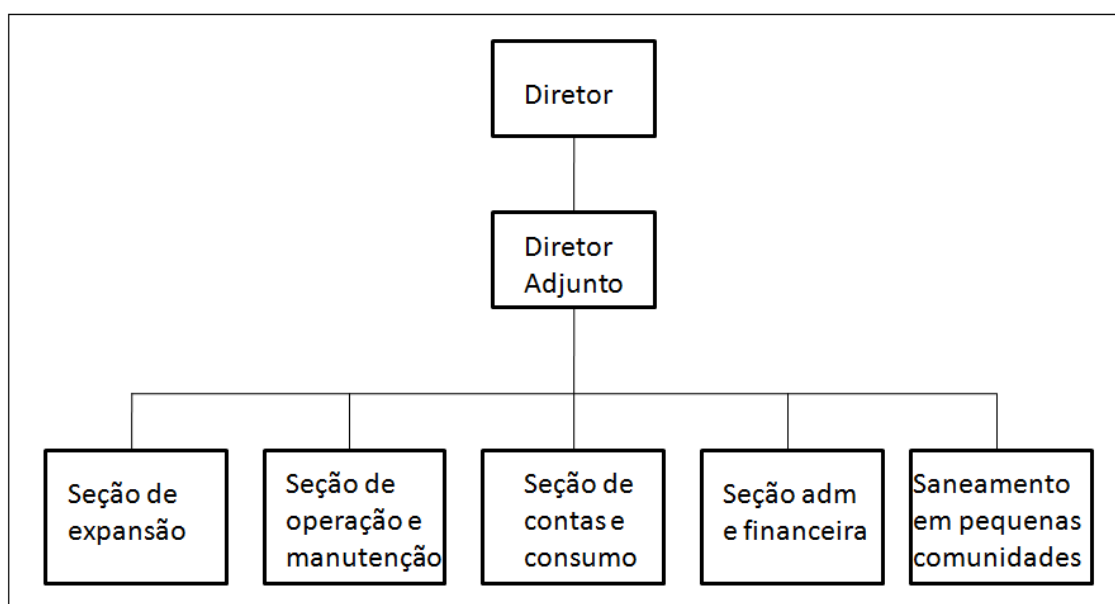 Diretor
Diretor
Adjunto
Seção de
expansão
Seção de
operação e
manutenção
Seção de
contas e
consumo
Seção adm
e financeira
Saneamento
em pequenas
comunidades